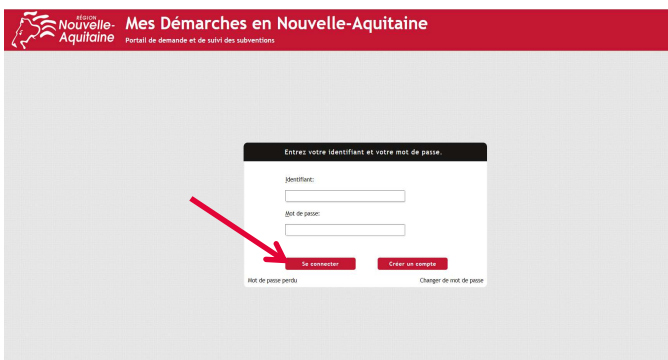 RÉGION
Nouvelle-
Aquitaine
Mes Démarches en Nouvelle-Aquitaine
Portail de demande et de suivi des subventions
Entrez votre identifiant et votre mot de passe.
Identifiant:
Mot de passe:
Se connecter
Créer un compte
Mot de passe perdu
Changer de mot de passe